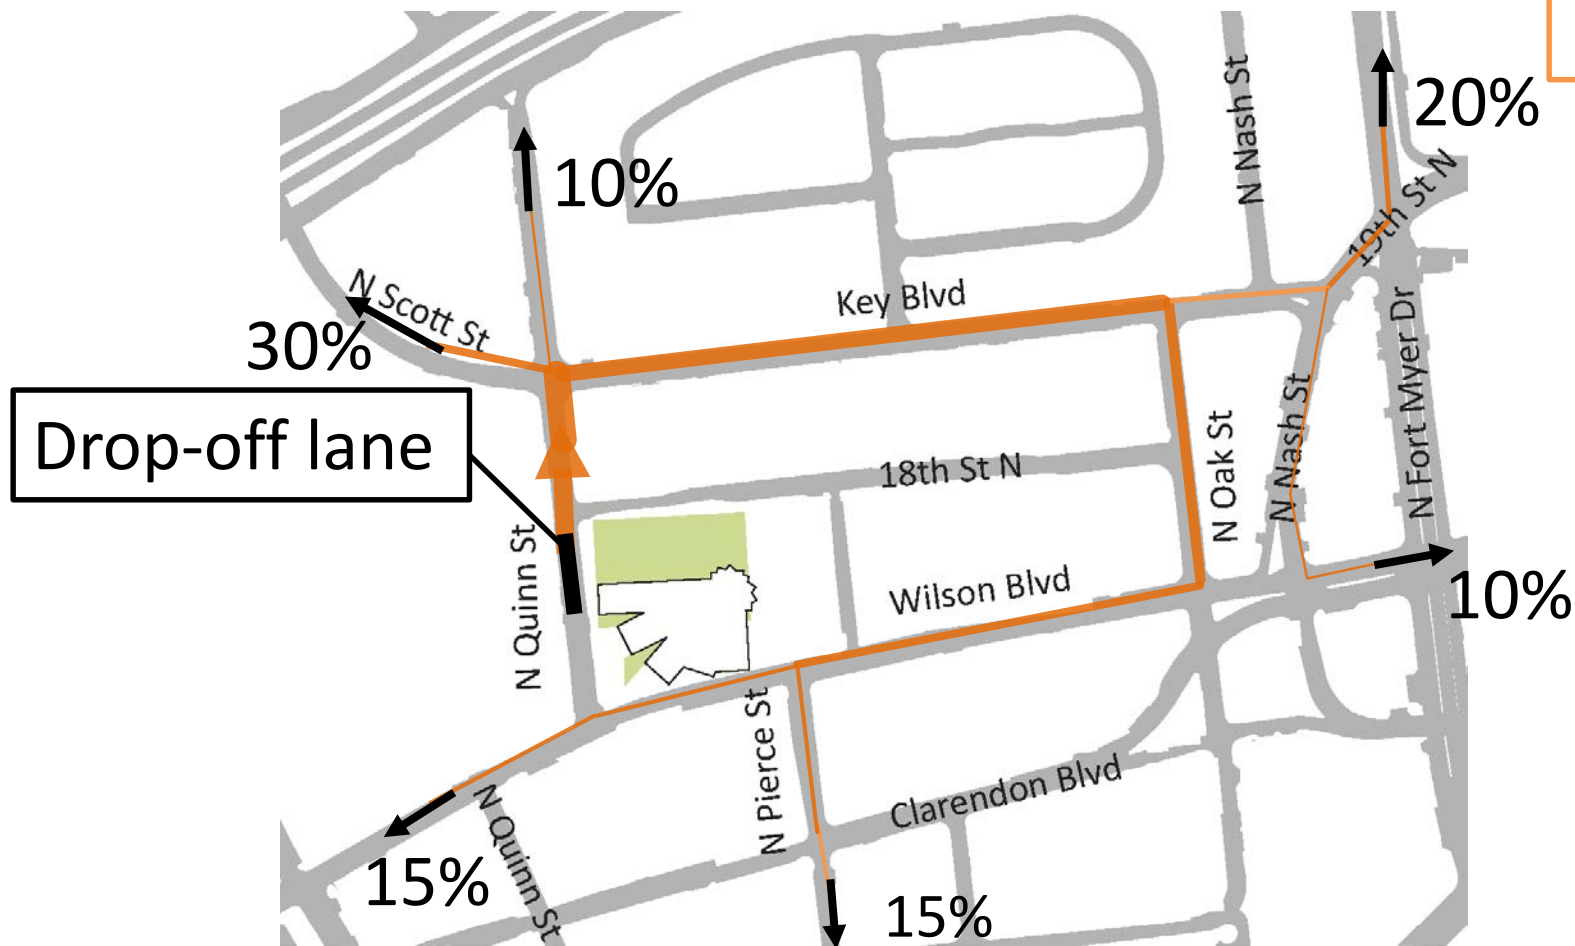 20%
N Nash St
10%
19th St N
N Scott St
Key Blvd
30%
N Fort Myer Dr
Drop-off lane
N Nash St
N Oak St
18th St N
N Quinn St
Wilson Blvd
10%
N Pierce St
Clarendon Blvd
N Quinn St
15%
15%